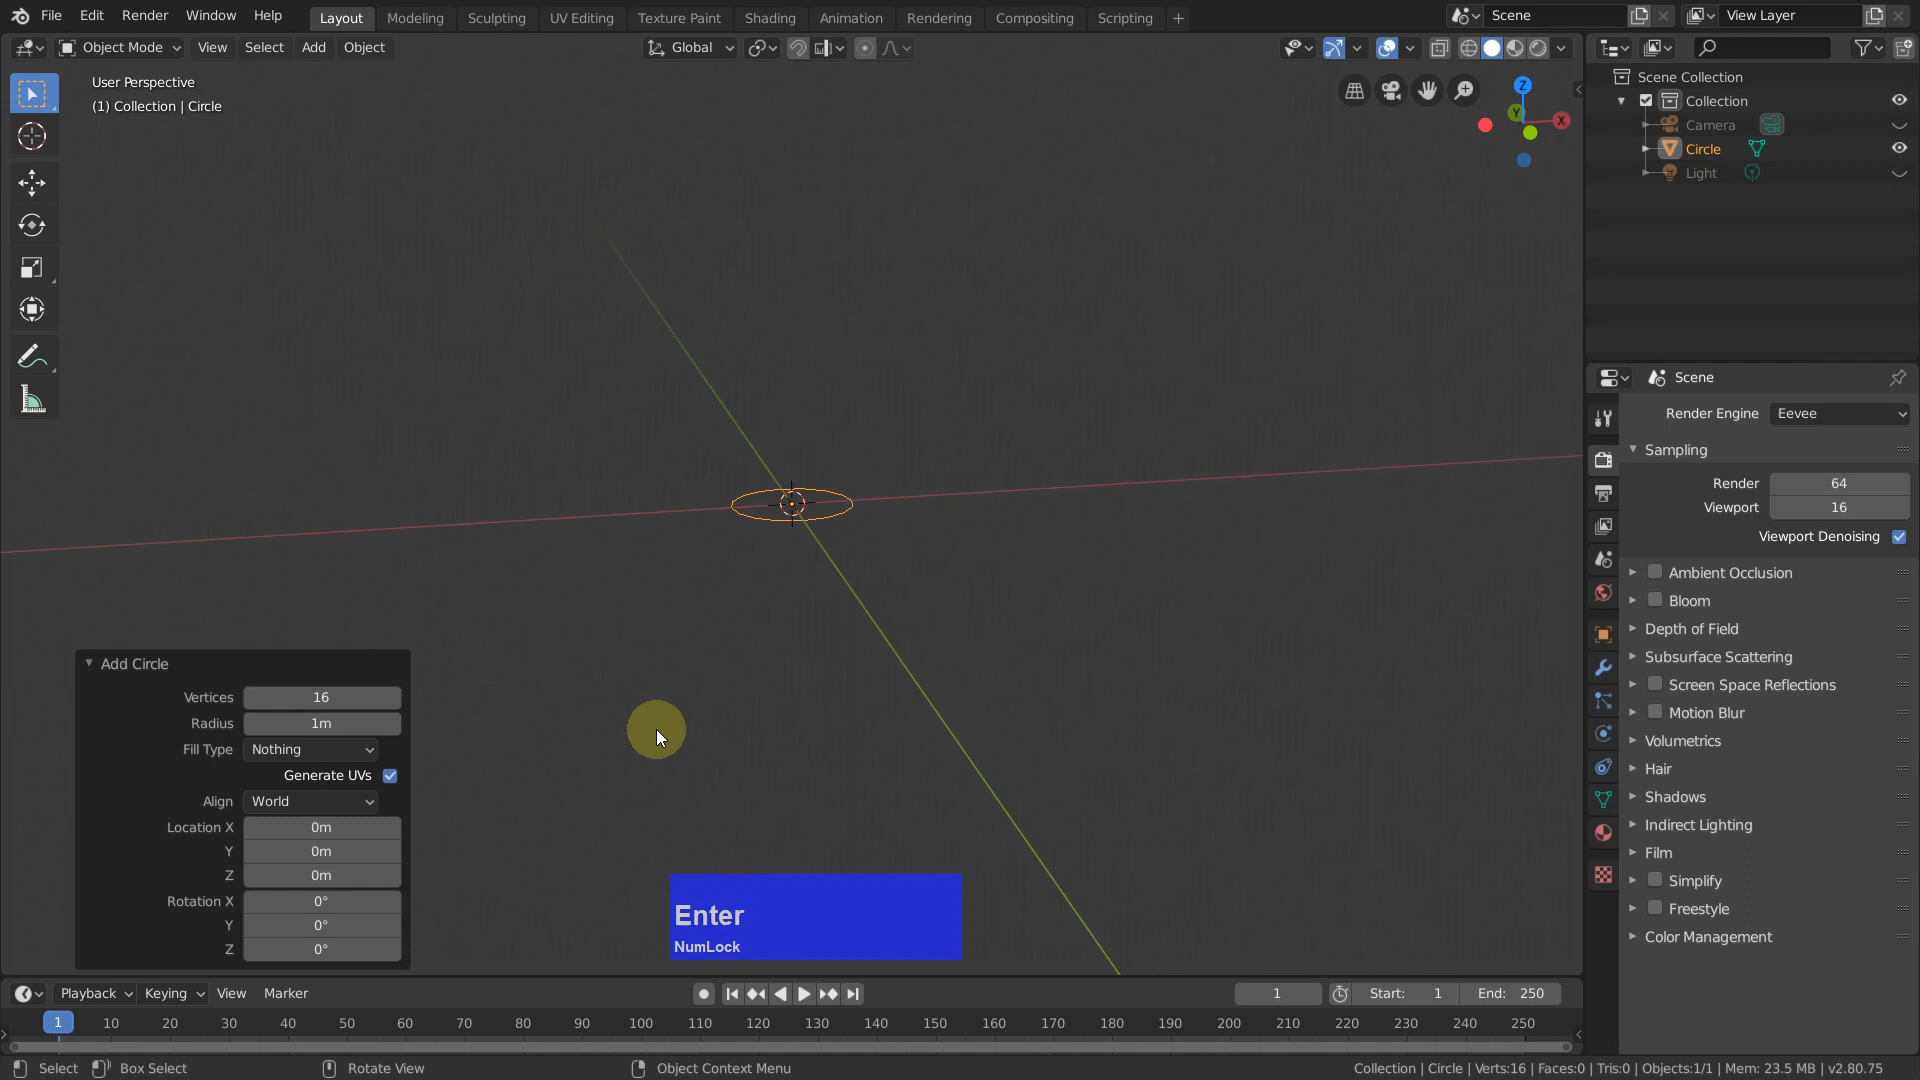 File Edit Render Window Help Layout Modeling Sculpting UV Editing Texture Paint Shading Animation Rendering Compositing Scripting + Scene View Layer
Object Mode View Select Add Object Global
User Perspective
(1) Collection | Circle
Z
Y
X
Scene Collection
Collection
Camera
Circle
Light
Scene
Render Engine Eevee
Sampling
Render 64
Viewport 16
Viewport Denoising
Ambient Occlusion
Bloom
Depth of Field
Subsurface Scattering
Screen Space Reflections
Motion Blur
Volumetrics
Hair
Shadows
Indirect Lighting
Film
Simplify
Freestyle
Color Management
Add Circle
Vertices 16
Radius 1m
Fill Type Nothing
Generate UVs
Align World
Location X 0m
Y 0m
Z 0m
Rotation X 0°
Y 0°
Z 0°
Enter
NumLock
Playback Keying View Marker 1 Start: 1 End: 250
1 10 20 30 40 50 60 70 80 90 100 110 120 130 140 150 160 170 180 190 200 210 220 230 240 250
Select Box Select Rotate View Object Context Menu Collection | Circle | Verts:16 | Faces:0 | Tris:0 | Objects:1/1 | Mem: 23.5 MB | v2.80.75